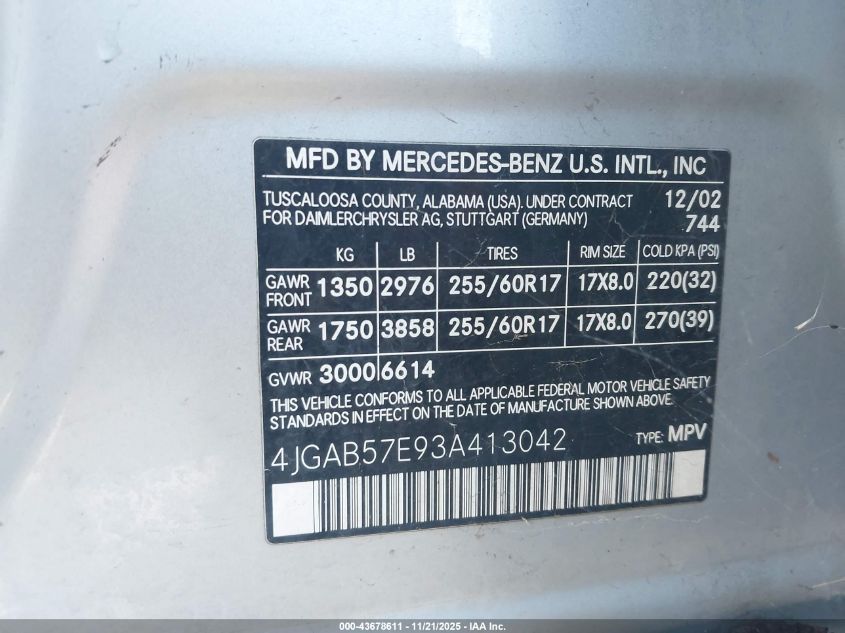 MFD BY MERCEDES-BENZ U.S. INTL., INC
TUSCALOOSA COUNTY, ALABAMA (USA). UNDER CONTRACT 12/02
FOR DAIMLERCHRYSLER AG, STUTTGART (GERMANY) 744
KG LB TIRES RIM SIZE COLD KPA (PSI)
GAWR FRONT 1350 2976 255/60R17 17X8.0 220(32)
GAWR REAR 1750 3858 255/60R17 17X8.0 270(39)
GVWR 3000 6614
THIS VEHICLE CONFORMS TO ALL APPLICABLE FEDERAL MOTOR VEHICLE SAFETY
STANDARDS IN EFFECT ON THE DATE OF MANUFACTURE SHOWN ABOVE.
4JGAB57E93A413042 TYPE: MPV
000-43678611 - 11/21/2025 - IAA Inc.